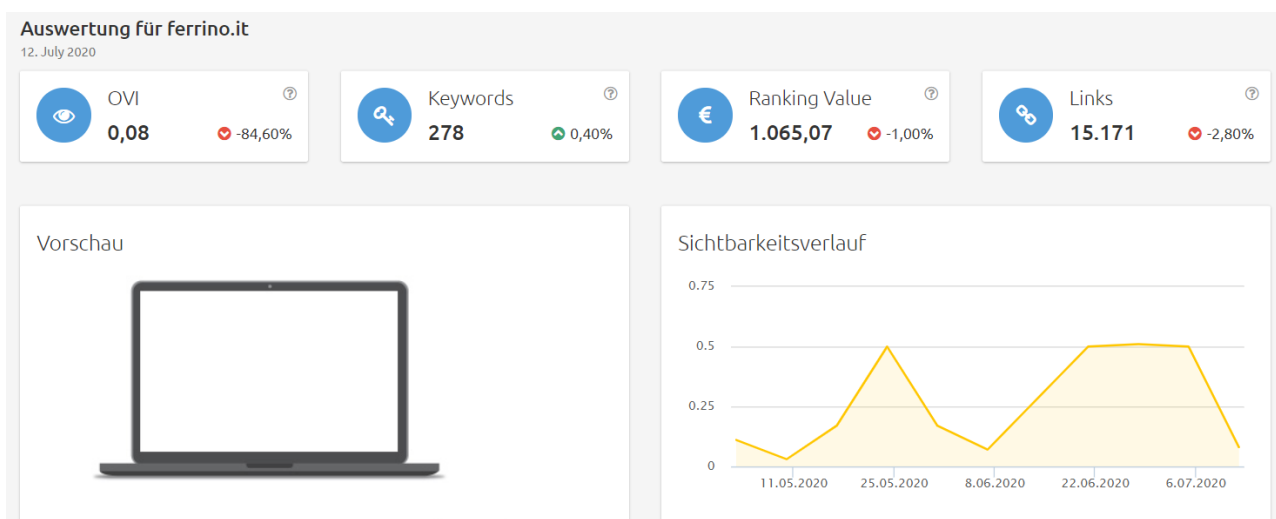 Auswertung für ferrino.it
12. July 2020
OVI
0,08
-84,60%
Keywords
278
0,40%
Ranking Value
1.065,07
-1,00%
Links
15.171
-2,80%
Vorschau
Sichtbarkeitsverlauf
0.75
0.5
0.25
0
11.05.2020 25.05.2020 8.06.2020 22.06.2020 6.07.2020